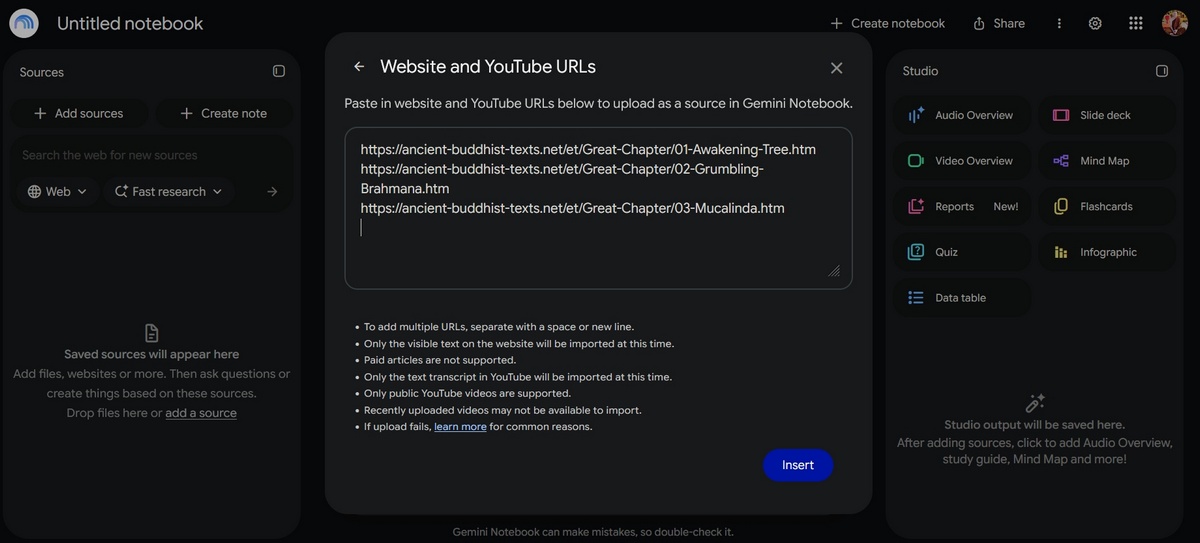 Untitled notebook
Create notebook
Share
Sources
Add sources
Create note
Search the web for new sources
Web
Fast research
Saved sources will appear here
Add files, websites or more. Then ask questions or
create things based on these sources.
Drop files here or add a source
Website and YouTube URLs
Paste in website and YouTube URLs below to upload as a source in Gemini Notebook.
https://ancient-buddhist-texts.net/et/Great-Chapter/01-Awakening-Tree.htm
https://ancient-buddhist-texts.net/et/Great-Chapter/02-Grumbling-
Brahmana.htm
https://ancient-buddhist-texts.net/et/Great-Chapter/03-Mucalinda.htm
• To add multiple URLs, separate with a space or new line.
• Only the visible text on the website will be imported at this time.
• Paid articles are not supported.
• Only the text transcript in YouTube will be imported at this time.
• Only public YouTube videos are supported.
• Recently uploaded videos may not be available to import.
• If upload fails, learn more for common reasons.
Insert
Gemini Notebook can make mistakes, so double-check it.
Studio
Audio Overview
Slide deck
Video Overview
Mind Map
Reports New!
Flashcards
Quiz
Infographic
Data table
Studio output will be saved here.
After adding sources, click to add Audio Overview,
study guide, Mind Map and more!